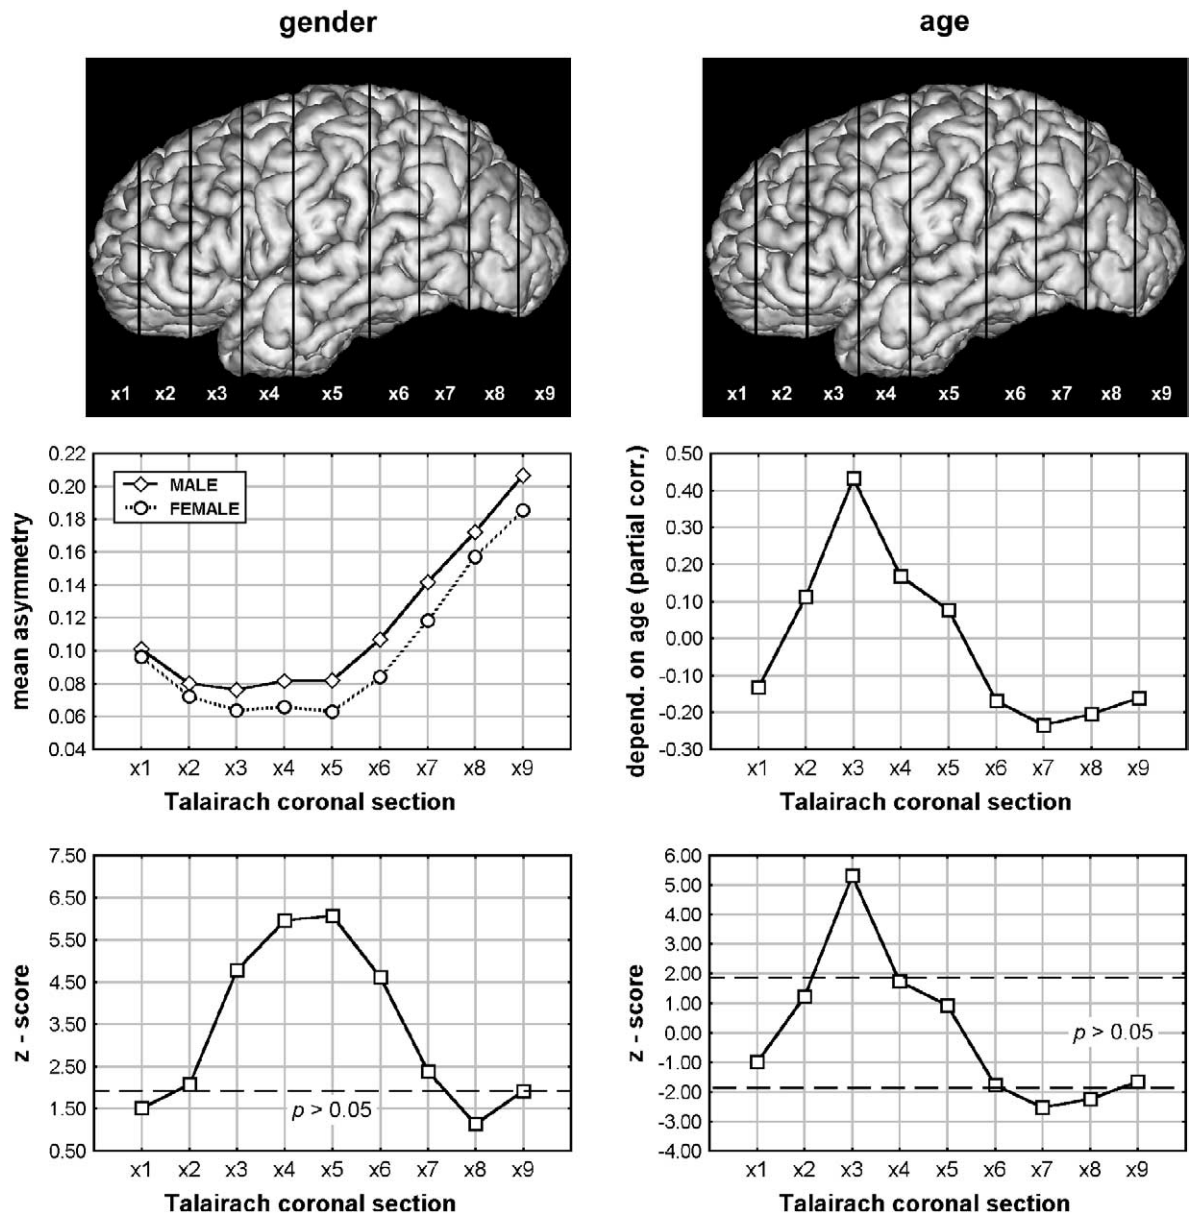 gender
age
x1 x2 x3 x4 x5 x6 x7 x8 x9
x1 x2 x3 x4 x5 x6 x7 x8 x9
mean asymmetry
0.22
0.20
0.18
0.16
0.14
0.12
0.10
0.08
0.06
0.04
MALE
FEMALE
x1 x2 x3 x4 x5 x6 x7 x8 x9
Talairach coronal section
depend. on age (partial corr.)
0.50
0.40
0.30
0.20
0.10
0.00
-0.10
-0.20
-0.30
x1 x2 x3 x4 x5 x6 x7 x8 x9
Talairach coronal section
z - score
7.50
6.50
5.50
4.50
3.50
2.50
1.50
0.50
p > 0.05
x1 x2 x3 x4 x5 x6 x7 x8 x9
Talairach coronal section
z - score
6.00
5.00
4.00
3.00
2.00
1.00
0.00
-1.00
-2.00
-3.00
-4.00
p > 0.05
x1 x2 x3 x4 x5 x6 x7 x8 x9
Talairach coronal section